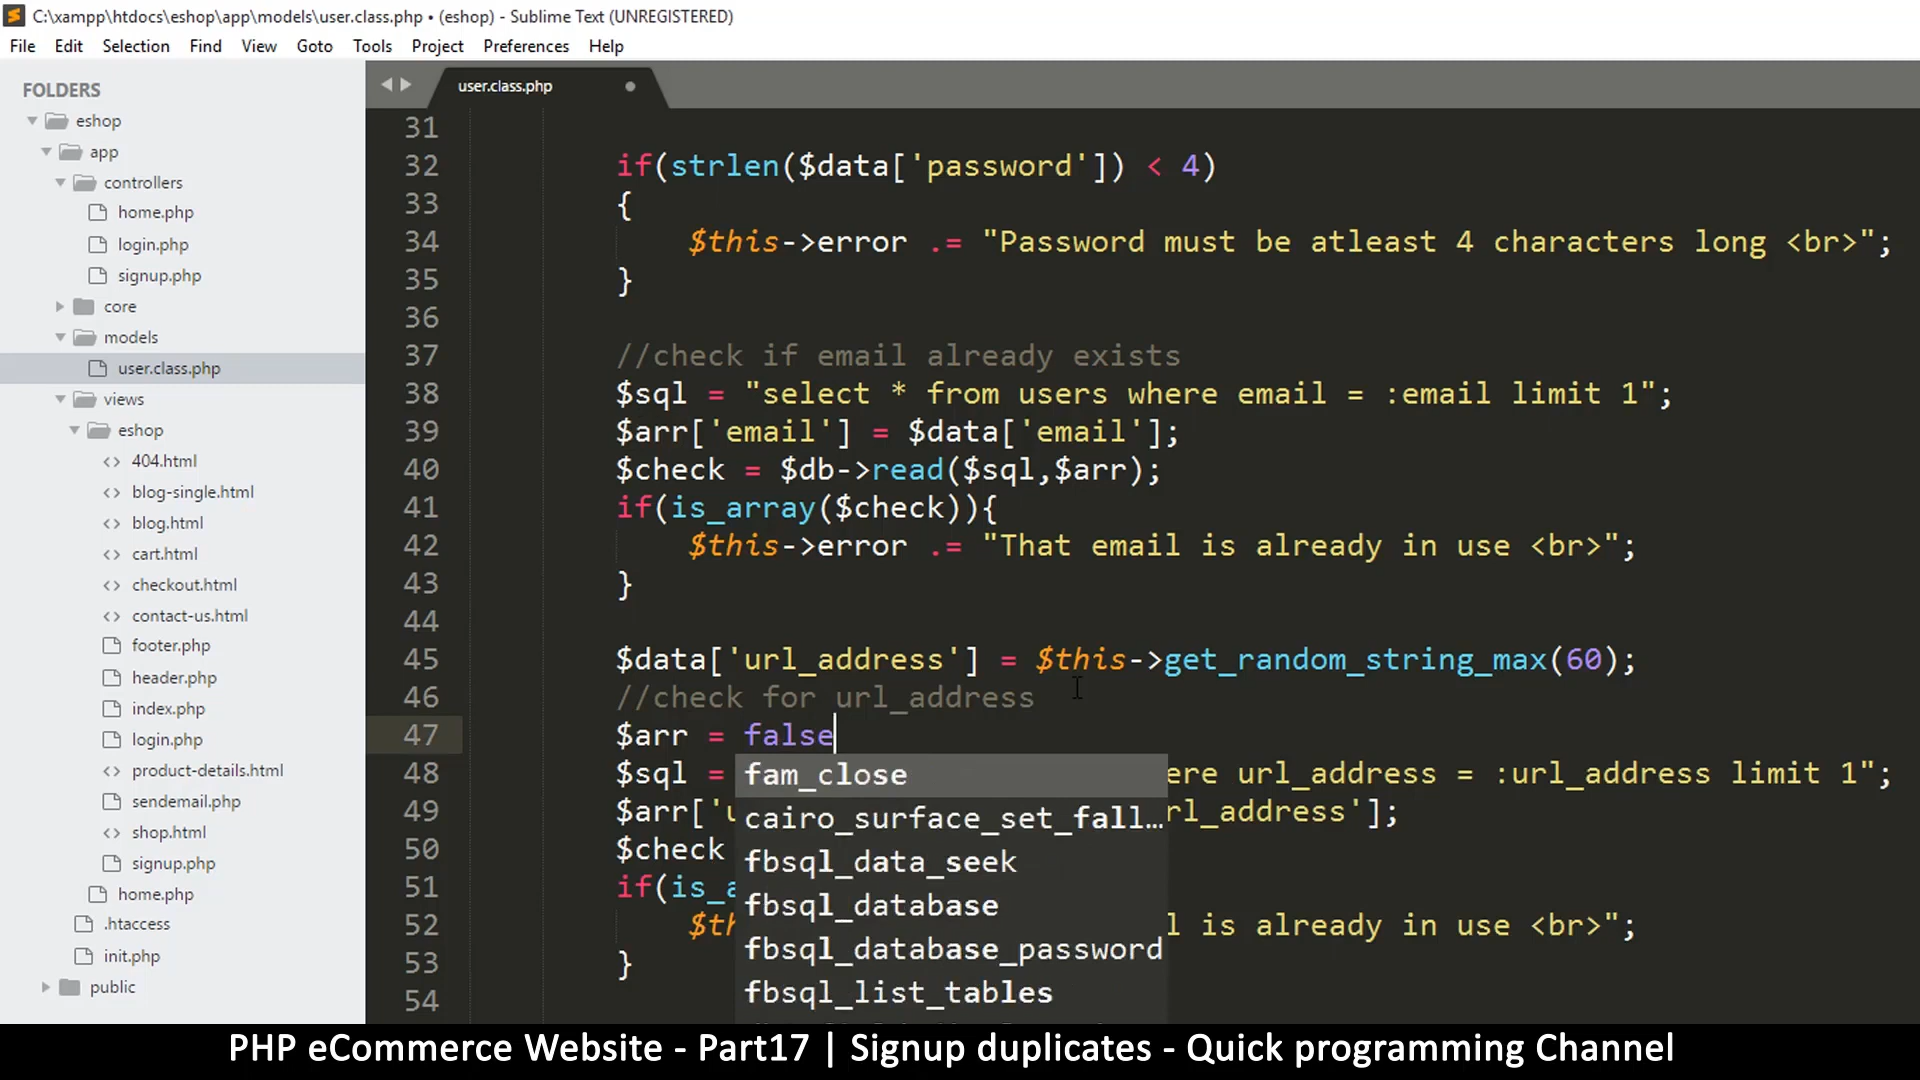 C:\xampp\htdocs\eshop\app\models\user.class.php • (eshop) - Sublime Text (UNREGISTERED)
File Edit Selection Find View Goto Tools Project Preferences Help
FOLDERS
eshop
app
controllers
home.php
login.php
signup.php
core
models
user.class.php
views
eshop
404.html
blog-single.html
blog.html
cart.html
checkout.html
contact-us.html
footer.php
header.php
index.php
login.php
product-details.html
sendemail.php
shop.html
signup.php
home.php
.htaccess
init.php
public
user.class.php
31
32 if(strlen($data['password']) < 4)
33 {
34 $this->error .= "Password must be atleast 4 characters long <br>";
35 }
36
37 //check if email already exists
38 $sql = "select * from users where email = :email limit 1";
39 $arr['email'] = $data['email'];
40 $check = $db->read($sql,$arr);
41 if(is_array($check)){
42 $this->error .= "That email is already in use <br>";
43 }
44
45 $data['url_address'] = $this->get_random_string_max(60);
46 //check for url_address
47 $arr = false
48 $sql = ere url_address = :url_address limit 1";
49 $arr['u rl_address'];
50 $check
51 if(is_a
52 $th l is already in use <br>";
53 }
54
fam_close
cairo_surface_set_fall…
fbsql_data_seek
fbsql_database
fbsql_database_password
fbsql_list_tables
PHP eCommerce Website - Part17 | Signup duplicates - Quick programming Channel